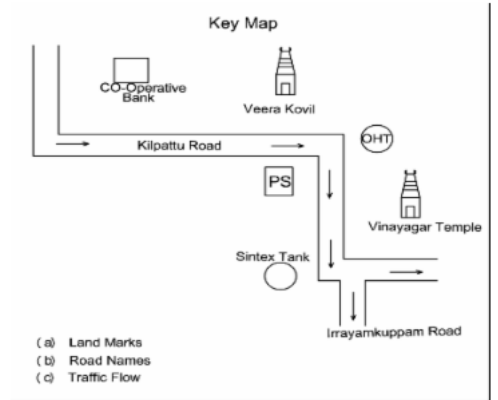 Key Map
CO-Operative
Bank
Veera Kovil
OHT
Kilpattu Road
PS
Vinayagar Temple
Sintex Tank
Irrayamkuppam Road
(a) Land Marks
(b) Road Names
(c) Traffic Flow